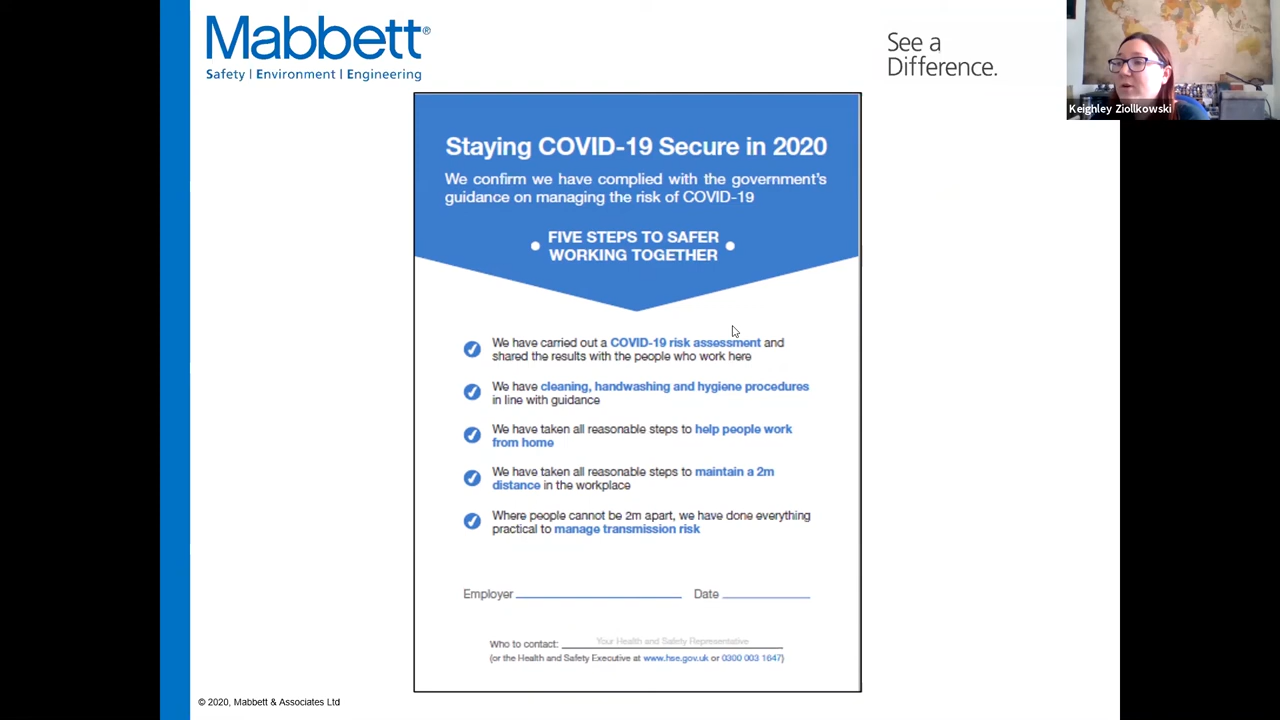 Mabbett®
Safety | Environment | Engineering
See a
Difference.
Keighley Ziollkowski
Staying COVID-19 Secure in 2020
We confirm we have complied with the government's
guidance on managing the risk of COVID-19
FIVE STEPS TO SAFER
WORKING TOGETHER
We have carried out a COVID-19 risk assessment and
shared the results with the people who work here
We have cleaning, handwashing and hygiene procedures
in line with guidance
We have taken all reasonable steps to help people work
from home
We have taken all reasonable steps to maintain a 2m
distance in the workplace
Where people cannot be 2m apart, we have done everything
practical to manage transmission risk
Employer Date
Who to contact: Your Health and Safety Representative
(or the Health and Safety Executive at www.hse.gov.uk or 0300 003 1647)
© 2020, Mabbett & Associates Ltd